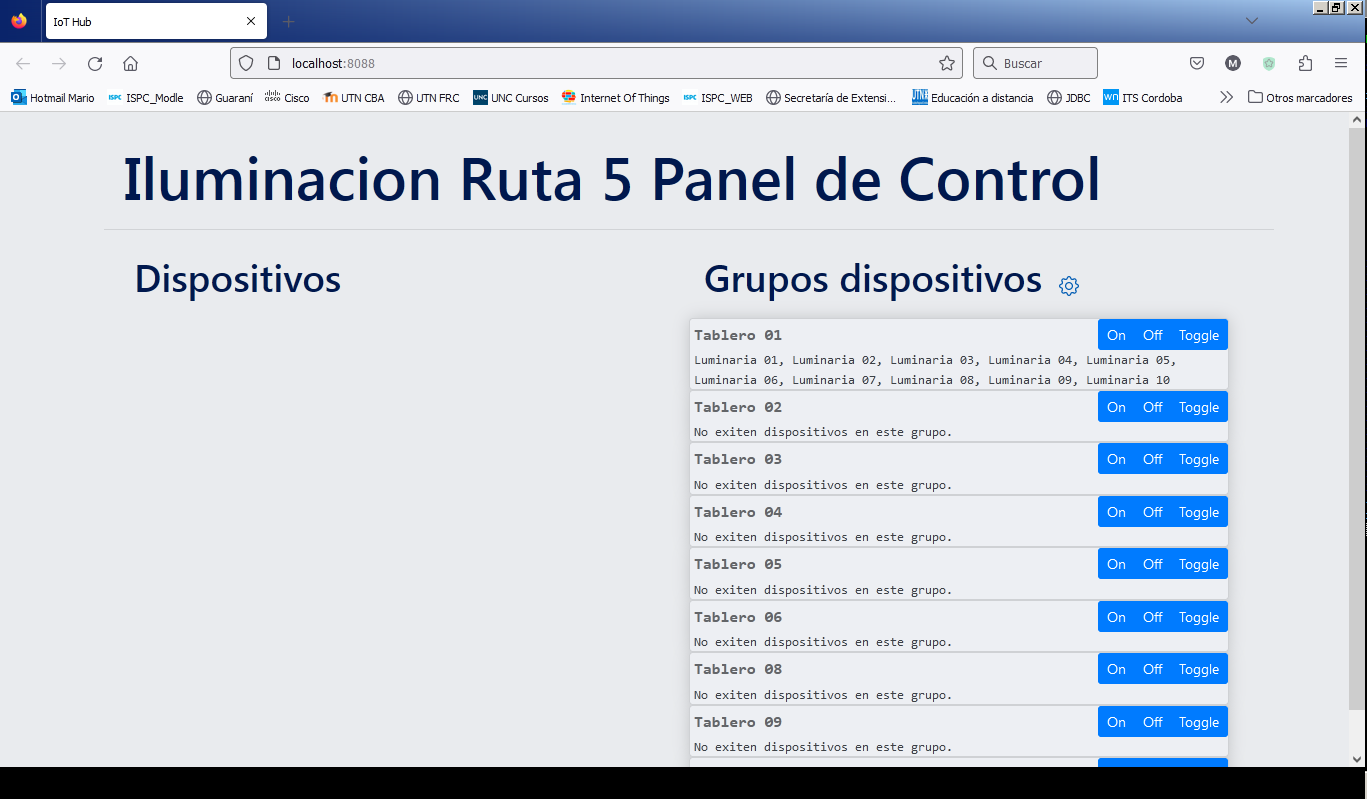 IoT Hub
localhost:8088
Buscar
Hotmail Mario
ISPC ISPC_Modle
Guaraní
cisco Cisco
UTN CBA
UTN FRC
UNC UNC Cursos
Internet Of Things
ISPC ISPC_WEB
Secretaría de Extensi...
Educación a distancia
JDBC
wn ITS Cordoba
Otros marcadores
Iluminacion Ruta 5 Panel de Control
Dispositivos
Grupos dispositivos
Tablero 01 On Off Toggle
Luminaria 01, Luminaria 02, Luminaria 03, Luminaria 04, Luminaria 05,
Luminaria 06, Luminaria 07, Luminaria 08, Luminaria 09, Luminaria 10
Tablero 02 On Off Toggle
No exiten dispositivos en este grupo.
Tablero 03 On Off Toggle
No exiten dispositivos en este grupo.
Tablero 04 On Off Toggle
No exiten dispositivos en este grupo.
Tablero 05 On Off Toggle
No exiten dispositivos en este grupo.
Tablero 06 On Off Toggle
No exiten dispositivos en este grupo.
Tablero 08 On Off Toggle
No exiten dispositivos en este grupo.
Tablero 09 On Off Toggle
No exiten dispositivos en este grupo.